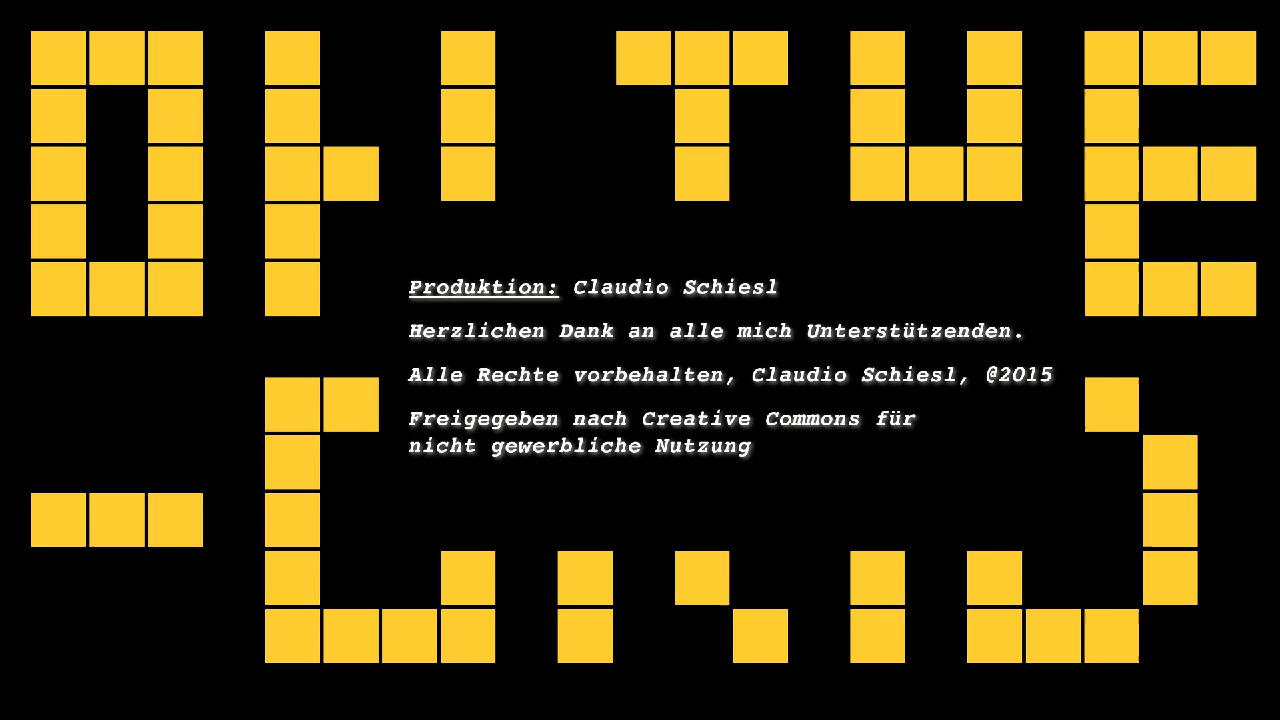 Produktion: Claudio Schiesl
Herzlichen Dank an alle mich Unterstützenden.
Alle Rechte vorbehalten, Claudio Schiesl, @2015
Freigegeben nach Creative Commons für
nicht gewerbliche Nutzung